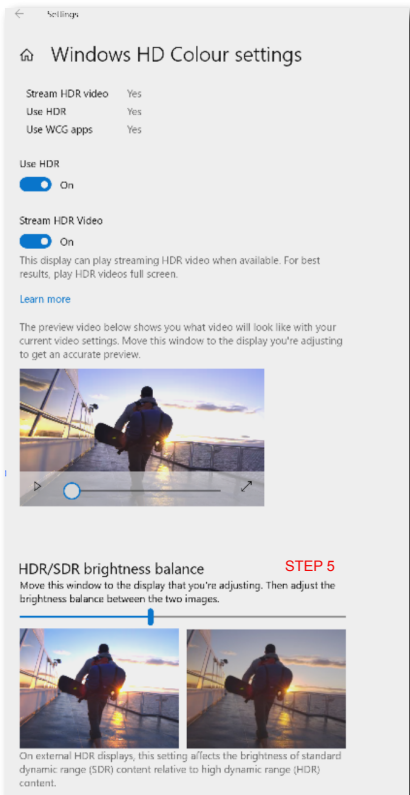 Settings
Windows HD Colour settings
Stream HDR video Yes
Use HDR Yes
Use WCG apps Yes
Use HDR
On
Stream HDR Video
On
This display can play streaming HDR video when available. For best
results, play HDR videos full screen.
Learn more
The preview video below shows you what video will look like with your
current video settings. Move this window to the display you're adjusting
to get an accurate preview.
HDR/SDR brightness balance STEP 5
Move this window to the display that you're adjusting. Then adjust the
brightness balance between the two images.
On external HDR displays, this setting affects the brightness of standard
dynamic range (SDR) content relative to high dynamic range (HDR)
content.